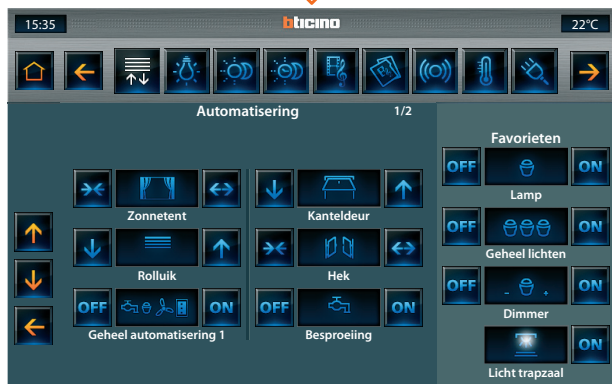 15:35
bticino
22°C
Automatisering
1/2
Zonnetent
Kanteldeur
Rolluik
Hek
OFF
ON
Geheel automatisering 1
OFF
ON
Besproeiing
Favorieten
OFF
ON
Lamp
OFF
ON
Geheel lichten
OFF
- +
ON
Dimmer
ON
Licht trapzaal